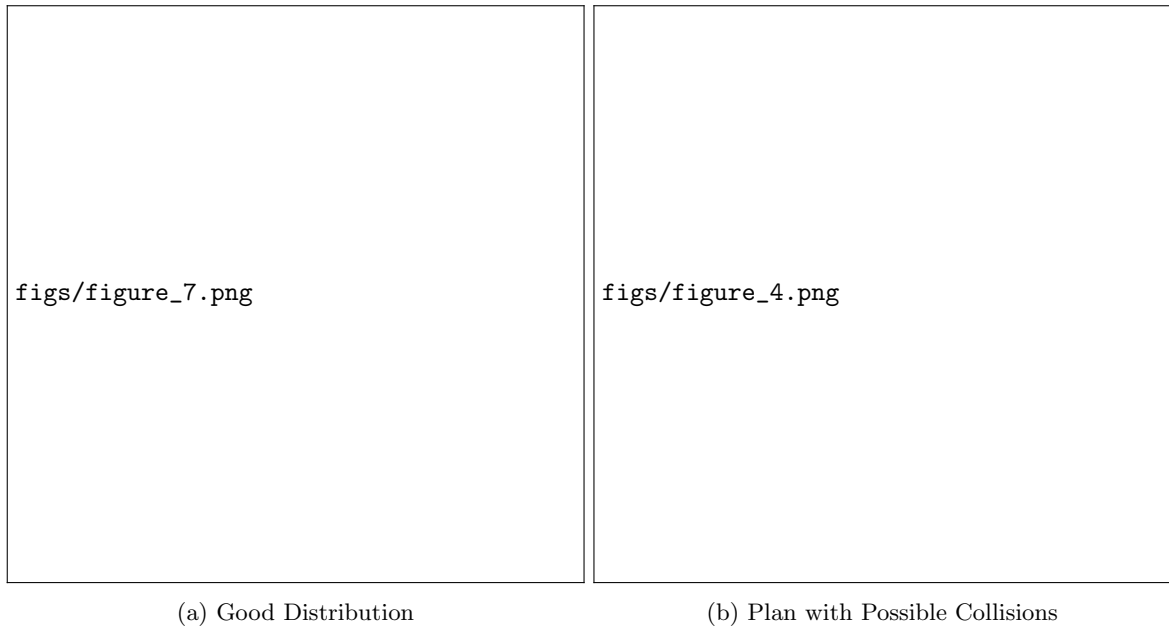 figs/figure_7.png
figs/figure_4.png
(a) Good Distribution
(b) Plan with Possible Collisions